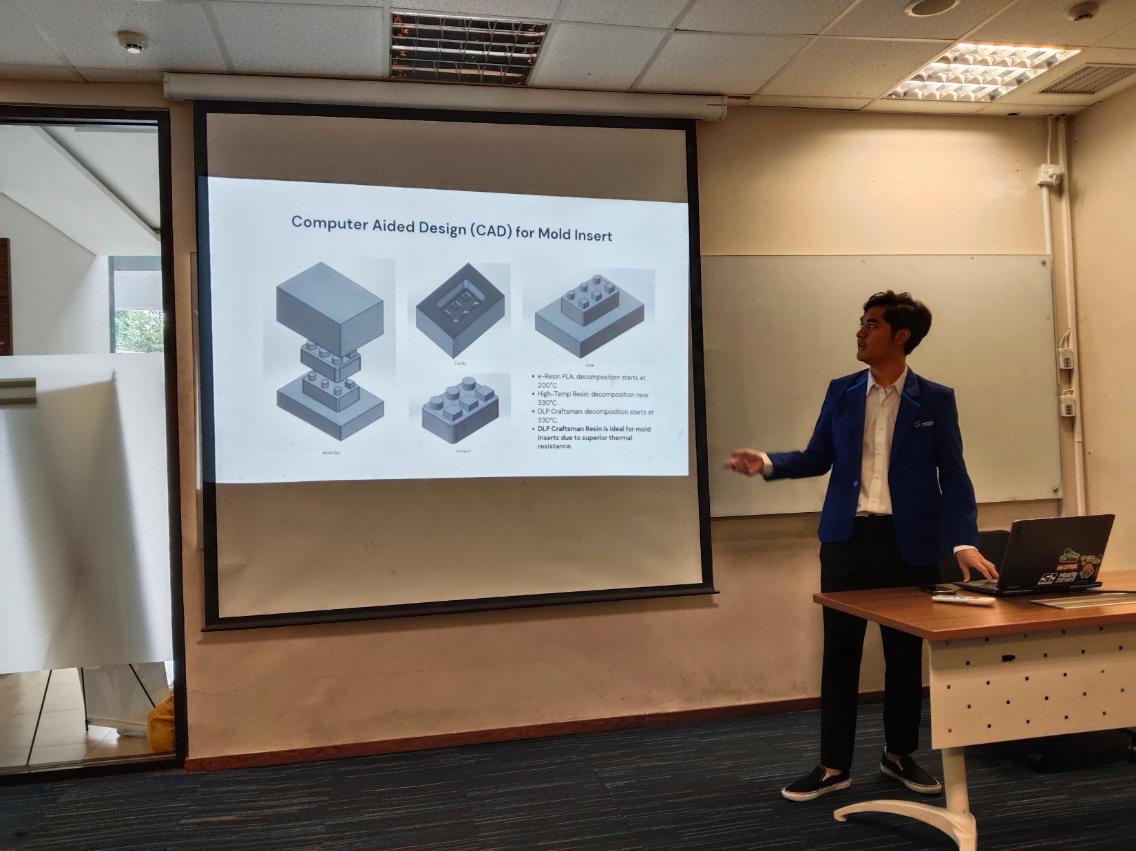 Computer Aided Design (CAD) for Mold Insert
Cavity
Core
Mold Set
Product
• e-Resin PLA: decomposition starts at
200°C
• High-Temp Resin: decomposition near
330°C
• DLP Craftsman: decomposition starts at
330°C.
• DLP Craftsman Resin is ideal for mold
inserts due to superior thermal
resistance.
MOTUL